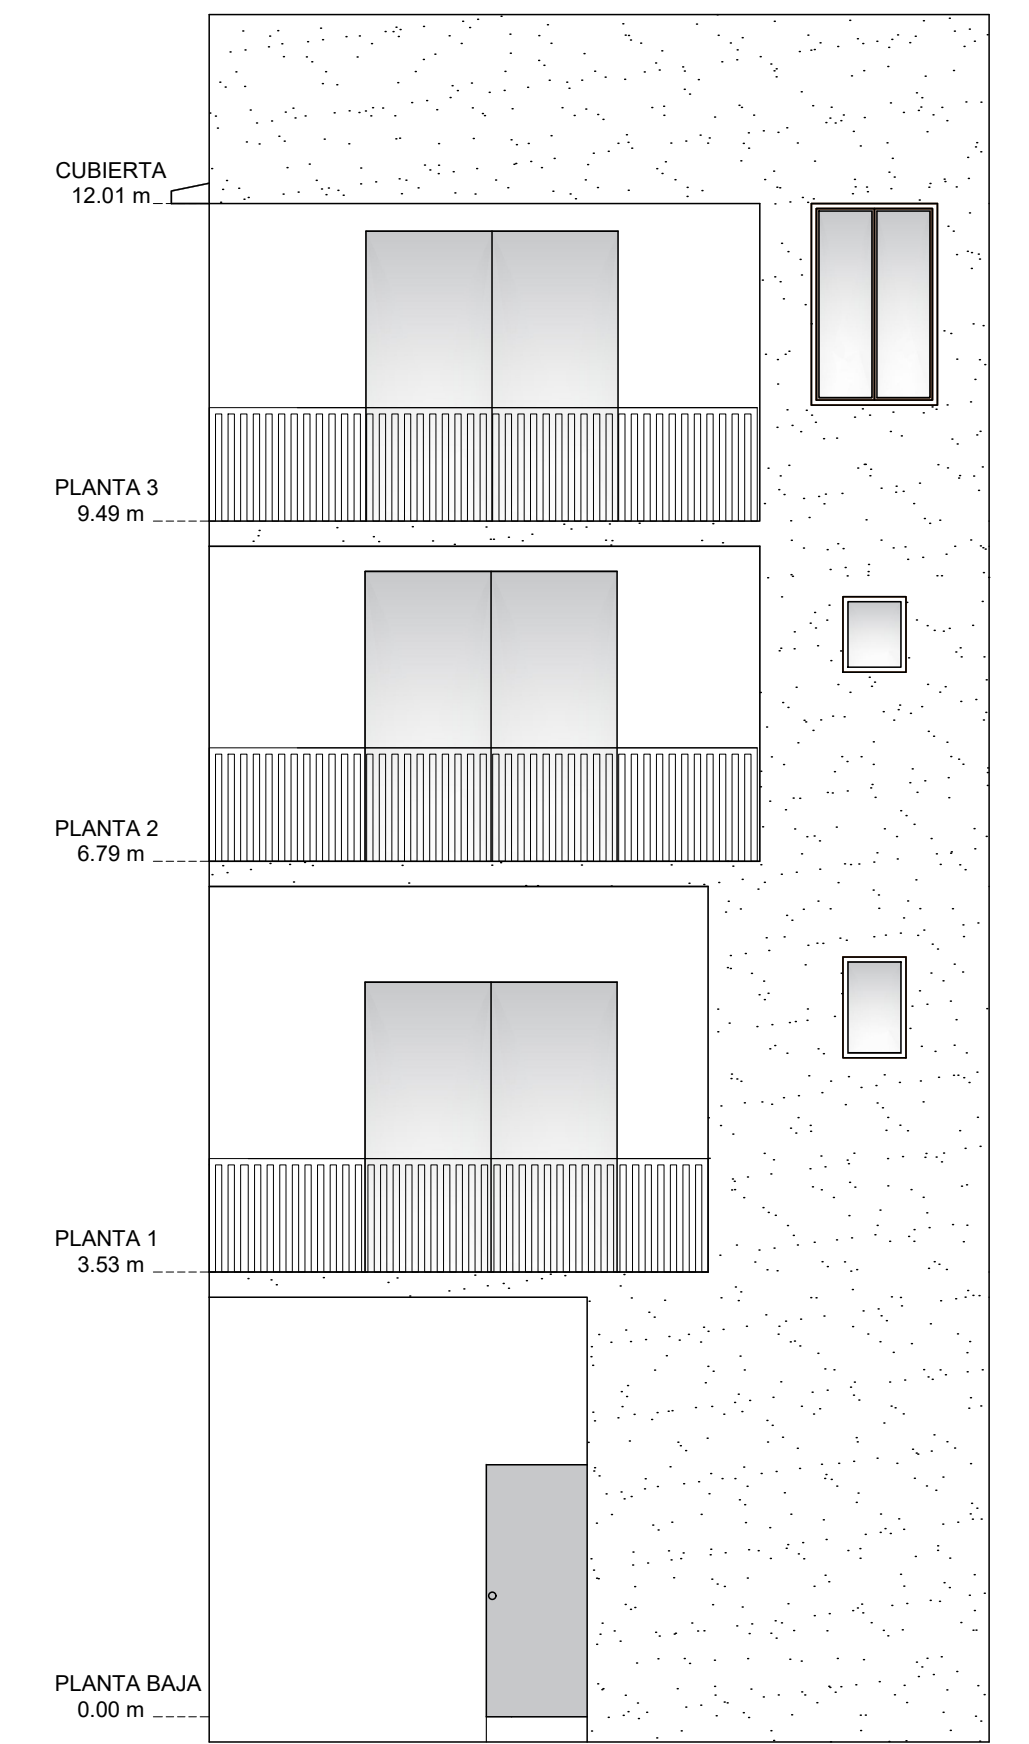 CUBIERTA
12.01 m
PLANTA 3
9.49 m
PLANTA 2
6.79 m
PLANTA 1
3.53 m
PLANTA BAJA
0.00 m